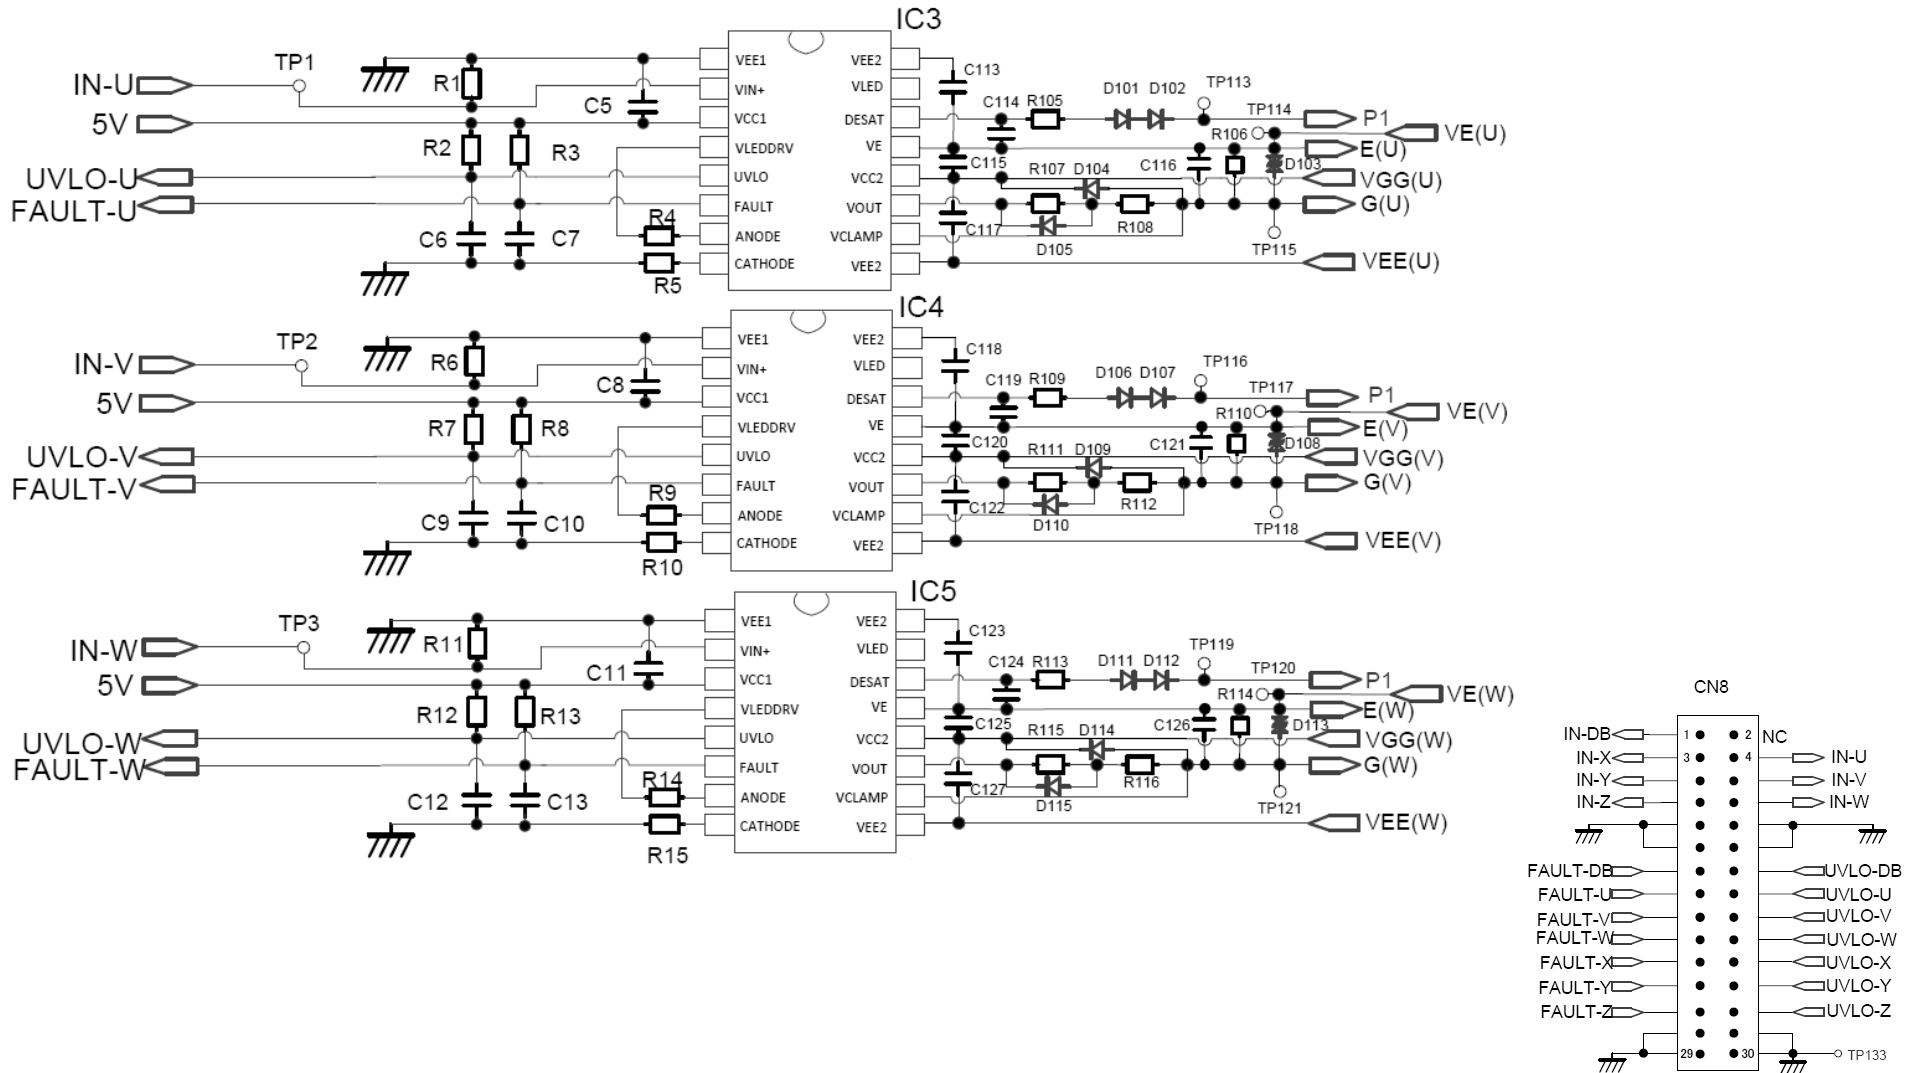 IC3
TP1
IN-U
5V
UVLO-U
FAULT-U
R1
R2
R3
C5
C6
C7
R4
R5
VEE1
VIN+
VCC1
VLEDDRV
UVLO
FAULT
ANODE
CATHODE
VEE2
VLED
DESAT
VE
VCC2
VOUT
VCLAMP
VEE2
C113
C114
R105
D101
D102
TP113
TP114
P1
VE(U)
R106
E(U)
C115
R107
D104
C116
D103
VGG(U)
G(U)
C117
D105
R108
TP115
VEE(U)
IC4
TP2
IN-V
5V
UVLO-V
FAULT-V
R6
R7
R8
C8
C9
C10
R9
R10
VEE1
VIN+
VCC1
VLEDDRV
UVLO
FAULT
ANODE
CATHODE
VEE2
VLED
DESAT
VE
VCC2
VOUT
VCLAMP
VEE2
C118
C119
R109
D106
D107
TP116
TP117
P1
VE(V)
R110
E(V)
C120
R111
D109
C121
D108
VGG(V)
G(V)
C122
D110
R112
TP118
VEE(V)
IC5
TP3
IN-W
5V
UVLO-W
FAULT-W
R11
R12
R13
C11
C12
C13
R14
R15
VEE1
VIN+
VCC1
VLEDDRV
UVLO
FAULT
ANODE
CATHODE
VEE2
VLED
DESAT
VE
VCC2
VOUT
VCLAMP
VEE2
C123
C124
R113
D111
D112
TP119
TP120
P1
VE(W)
R114
E(W)
C125
R115
D114
C126
D113
VGG(W)
G(W)
C127
D115
R116
TP121
VEE(W)
CN8
IN-DB 1 2 NC
IN-X 3 4 IN-U
IN-Y IN-V
IN-Z IN-W
FAULT-DB UVLO-DB
FAULT-U UVLO-U
FAULT-V UVLO-V
FAULT-W UVLO-W
FAULT-X UVLO-X
FAULT-Y UVLO-Y
FAULT-Z UVLO-Z
29 30 TP133